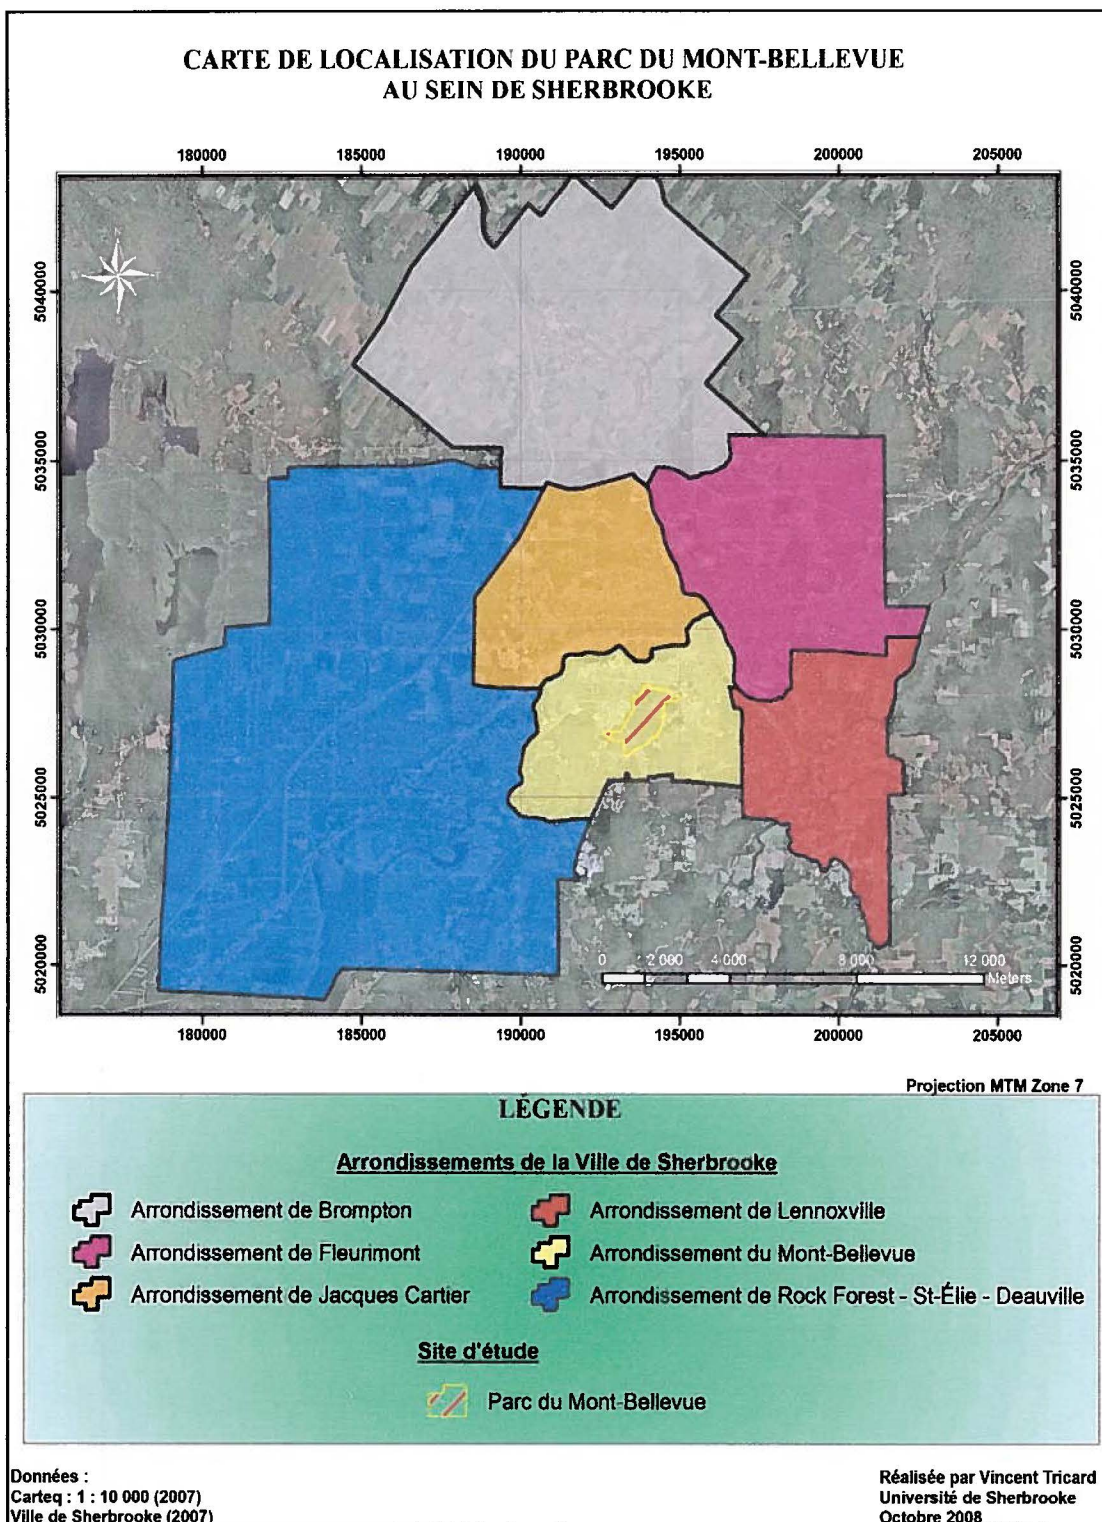 CARTE DE LOCALISATION DU PARC DU MONT-BELLEVUE
AU SEIN DE SHERBROOKE
180000 185000 190000 195000 200000 205000
N
5040000 5040000
5035000 5035000
5030000 5030000
5025000 5025000
5020000 5020000
0 2 000 4 000 8 000 12 000
Meters
180000 185000 190000 195000 200000 205000
Projection MTM Zone 7
LÉGENDE
Arrondissements de la Ville de Sherbrooke
Arrondissement de Brompton
Arrondissement de Lennoxville
Arrondissement de Fleurimont
Arrondissement du Mont-Bellevue
Arrondissement de Jacques Cartier
Arrondissement de Rock Forest - St-Élie - Deauville
Site d'étude
Parc du Mont-Bellevue
Données :
Carteq : 1 : 10 000 (2007)
Ville de Sherbrooke (2007)
Réalisée par Vincent Tricard
Université de Sherbrooke
Octobre 2008